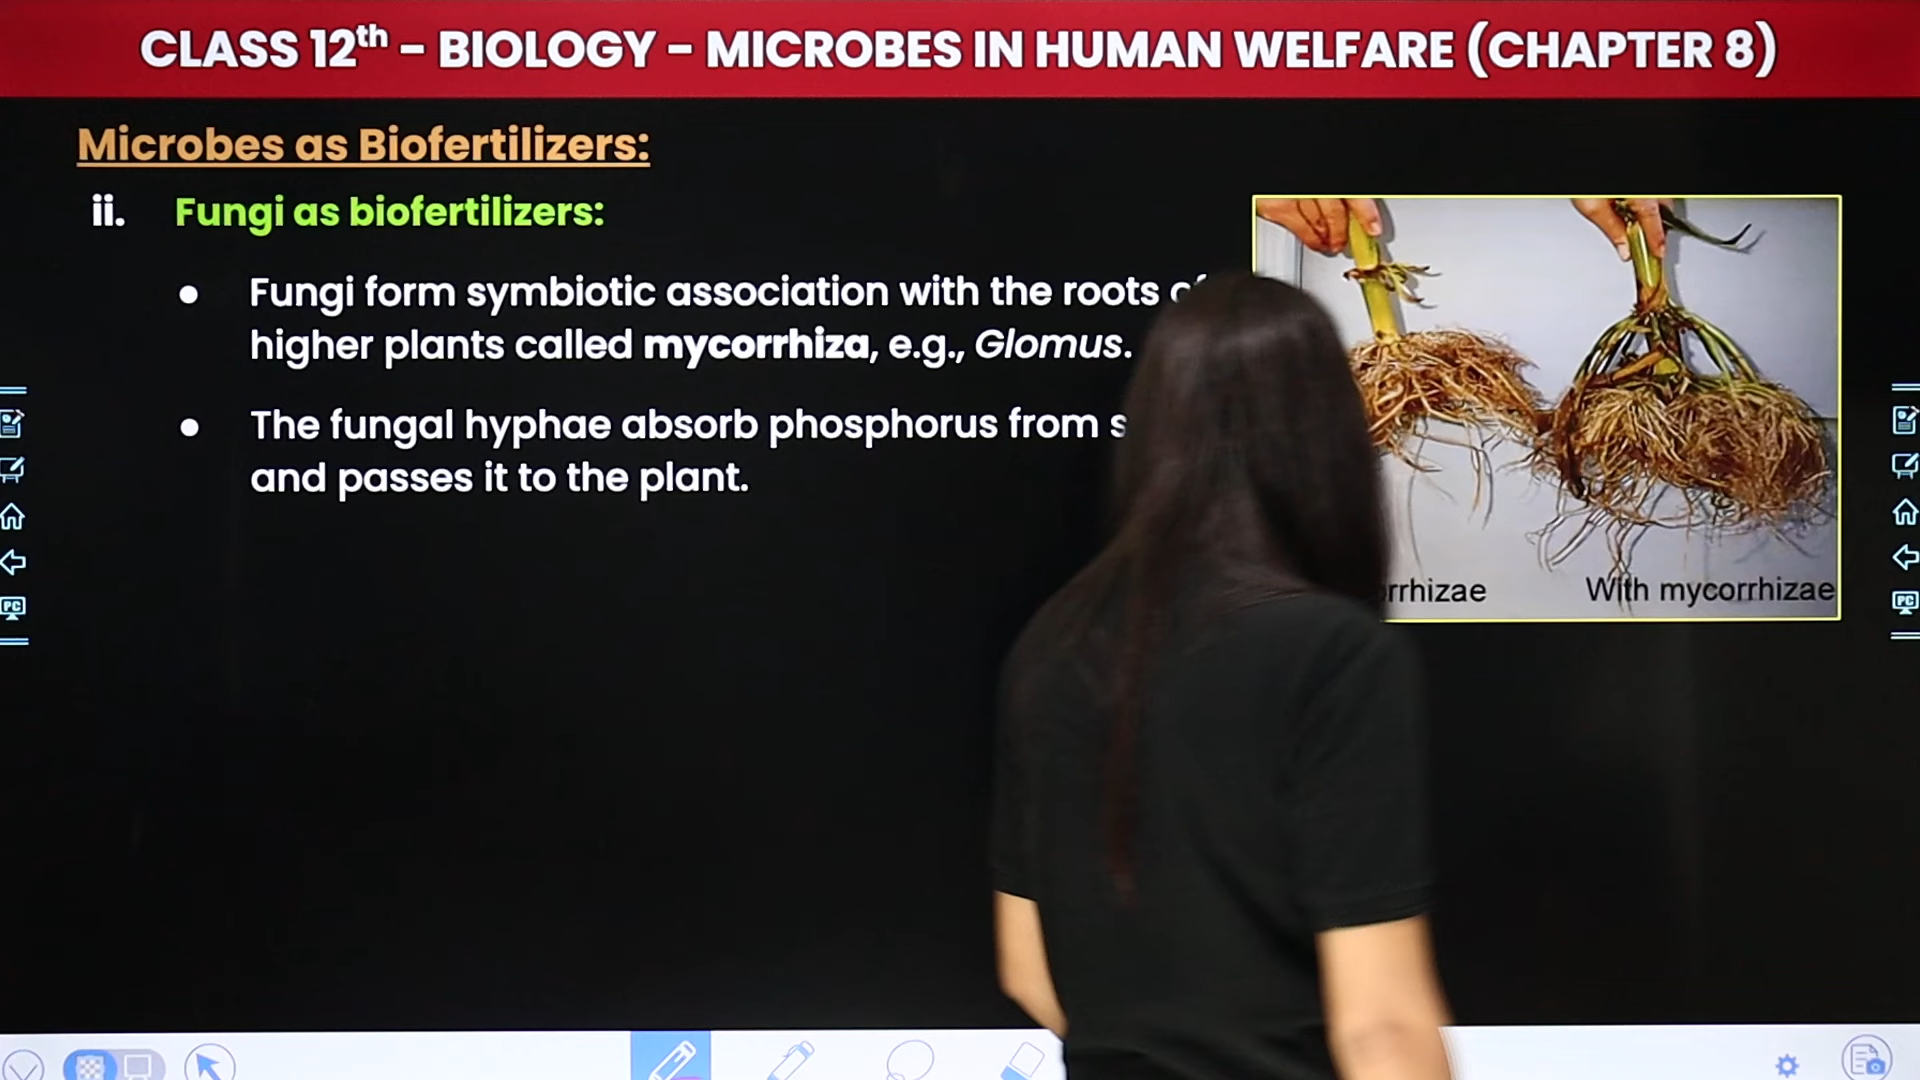 CLASS 12th – BIOLOGY – MICROBES IN HUMAN WELFARE (CHAPTER 8)
Microbes as Biofertilizers:
ii. Fungi as biofertilizers:
● Fungi form symbiotic association with the roots
higher plants called mycorrhiza, e.g., Glomus.
● The fungal hyphae absorb phosphorus from
and passes it to the plant.
With mycorrhizae
PC
PC